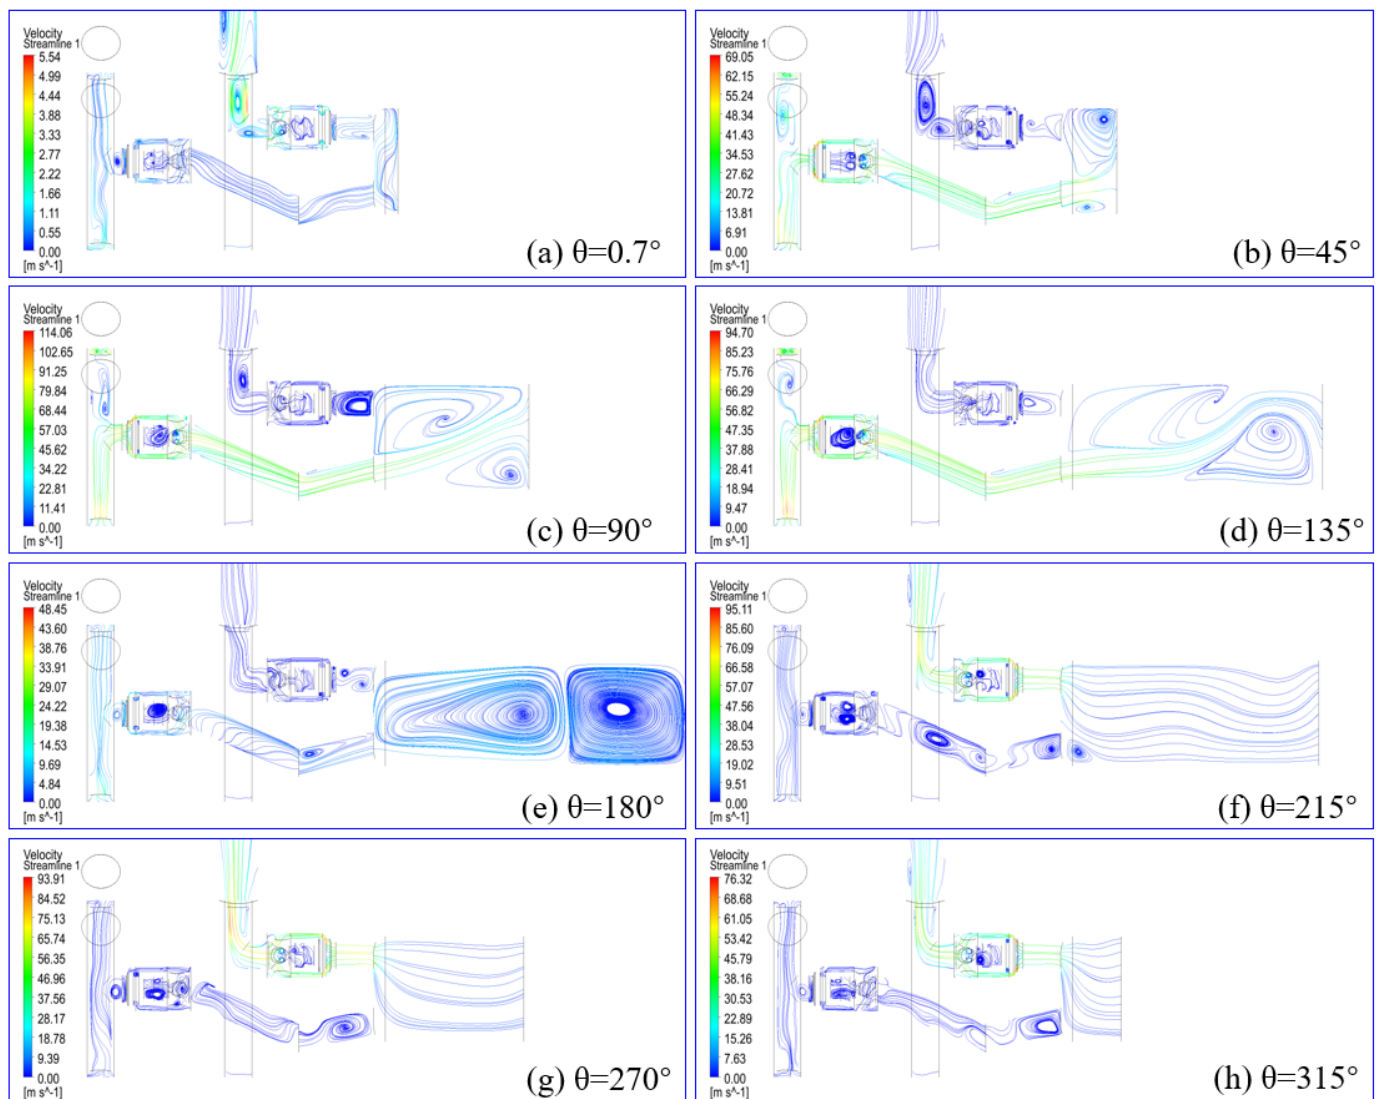 Velocity
Streamline 1
5.54
4.99
4.44
3.88
3.33
2.77
2.22
1.66
1.11
0.55
0.00
[m s^-1]
(a) θ=0.7°
Velocity
Streamline 1
69.05
62.15
55.24
48.34
41.43
34.53
27.62
20.72
13.81
6.91
0.00
[m s^-1]
(b) θ=45°
Velocity
Streamline 1
114.06
102.65
91.25
79.84
68.44
57.03
45.62
34.22
22.81
11.41
0.00
[m s^-1]
(c) θ=90°
Velocity
Streamline 1
94.70
85.23
75.76
66.29
56.82
47.35
37.88
28.41
18.94
9.47
0.00
[m s^-1]
(d) θ=135°
Velocity
Streamline 1
48.45
43.60
38.76
33.91
29.07
24.22
19.38
14.53
9.69
4.84
0.00
[m s^-1]
(e) θ=180°
Velocity
Streamline 1
95.11
85.60
76.09
66.58
57.07
47.56
38.04
28.53
19.02
9.51
0.00
[m s^-1]
(f) θ=215°
Velocity
Streamline 1
93.91
84.52
75.13
65.74
56.35
46.96
37.56
28.17
18.78
9.39
0.00
[m s^-1]
(g) θ=270°
Velocity
Streamline 1
76.32
68.68
61.05
53.42
45.79
38.16
30.53
22.89
15.26
7.63
0.00
[m s^-1]
(h) θ=315°